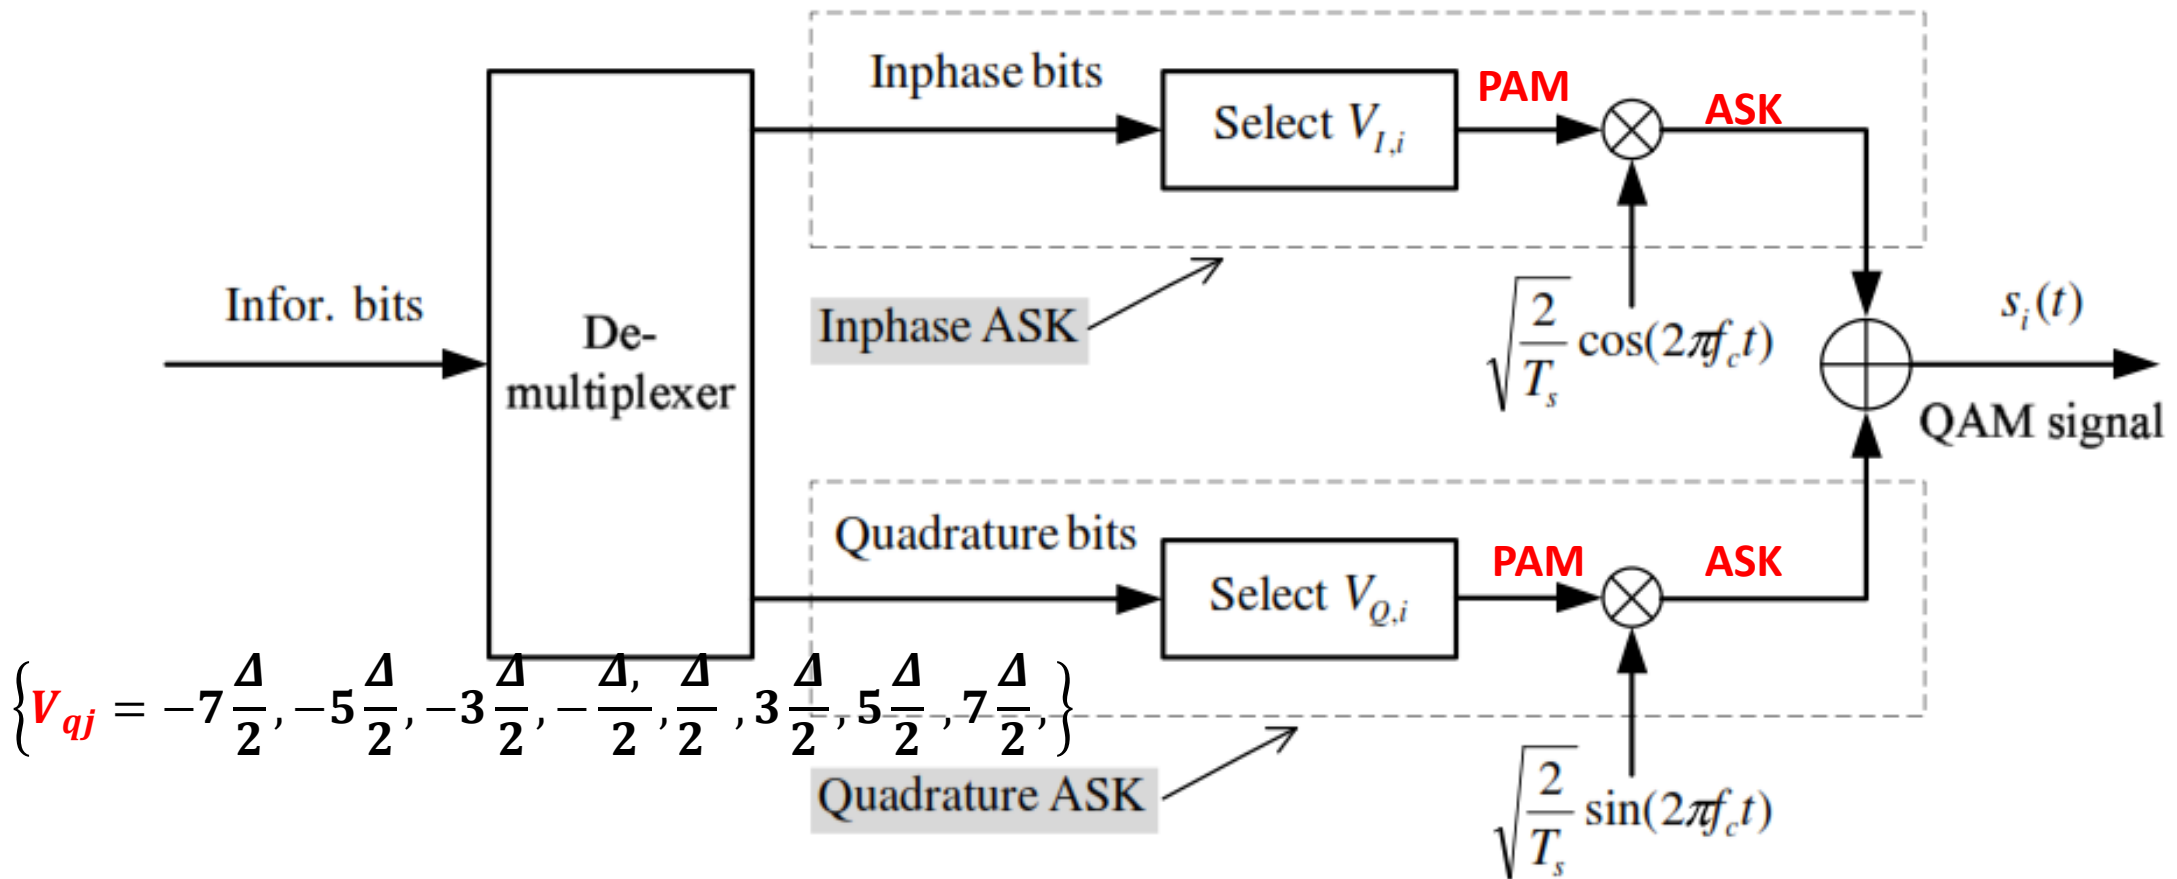 Inphase bits
Select V_{I,i}
PAM
ASK
Infor. bits
De-
multiplexer
Inphase ASK
√(2/T_s) cos(2πf_c t)
s_i(t)
QAM signal
Quadrature bits
Select V_{Q,i}
PAM
ASK
{V_{qj} = −7 Δ/2, −5 Δ/2, −3 Δ/2, − Δ,/2, Δ/2 , 3 Δ/2, 5 Δ/2 , 7 Δ/2, }
Quadrature ASK
√(2/T_s) sin(2πf_c t)